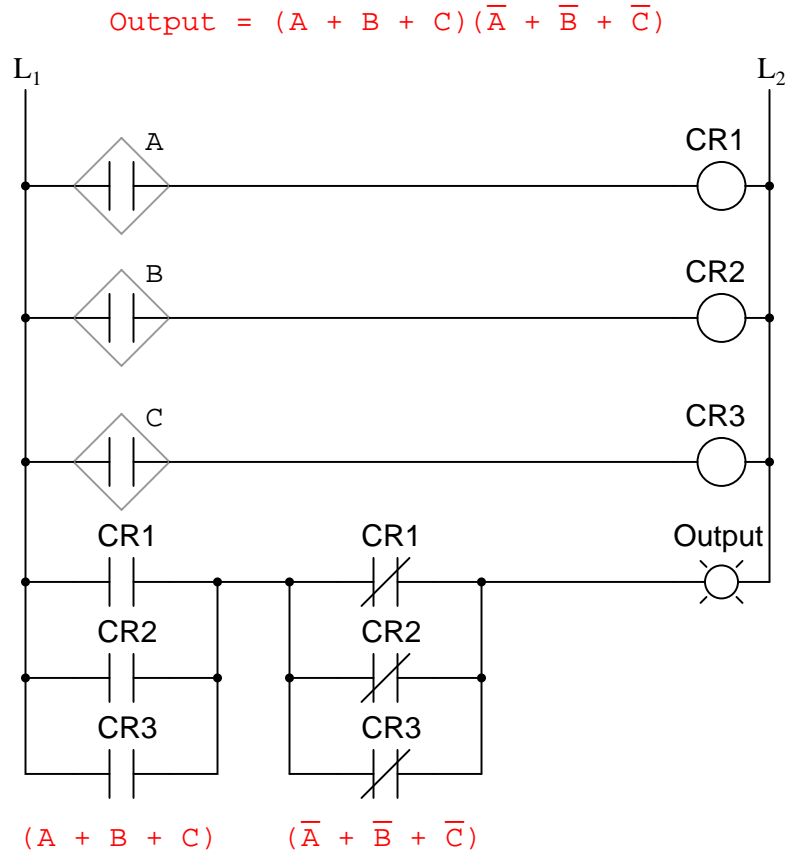 Output = (A + B + C)(A̅ + B̅ + C̅)
L₁ L₂
A CR1
B CR2
C CR3
CR1 CR1 Output
CR2 CR2
CR3 CR3
(A + B + C) (A̅ + B̅ + C̅)